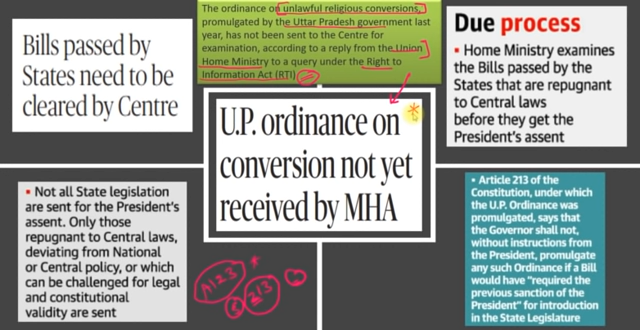 Bills passed by
States need to be
cleared by Centre
The ordinance on unlawful religious conversions,
promulgated by the Uttar Pradesh government last
year, has not been sent to the Centre for
examination, according to a reply from the Union
Home Ministry to a query under the Right to
Information Act (RTI)
Due process
▪ Home Ministry examines
the Bills passed by the
States that are repugnant
to Central laws
before they get the
President's assent
U.P. ordinance on
conversion not yet
received by MHA
▪ Not all State legislation
are sent for the President's
assent. Only those
repugnant to Central laws,
deviating from National
or Central policy, or which
can be challenged for legal
and constitutional
validity are sent
▪ Article 213 of the
Constitution, under which
the U.P. Ordinance was
promulgated, says that
the Governor shall not,
without instructions from
the President, promulgate
any such Ordinance if a Bill
would have "required the
previous sanction of the
President" for introduction
in the State Legislature
A123
213